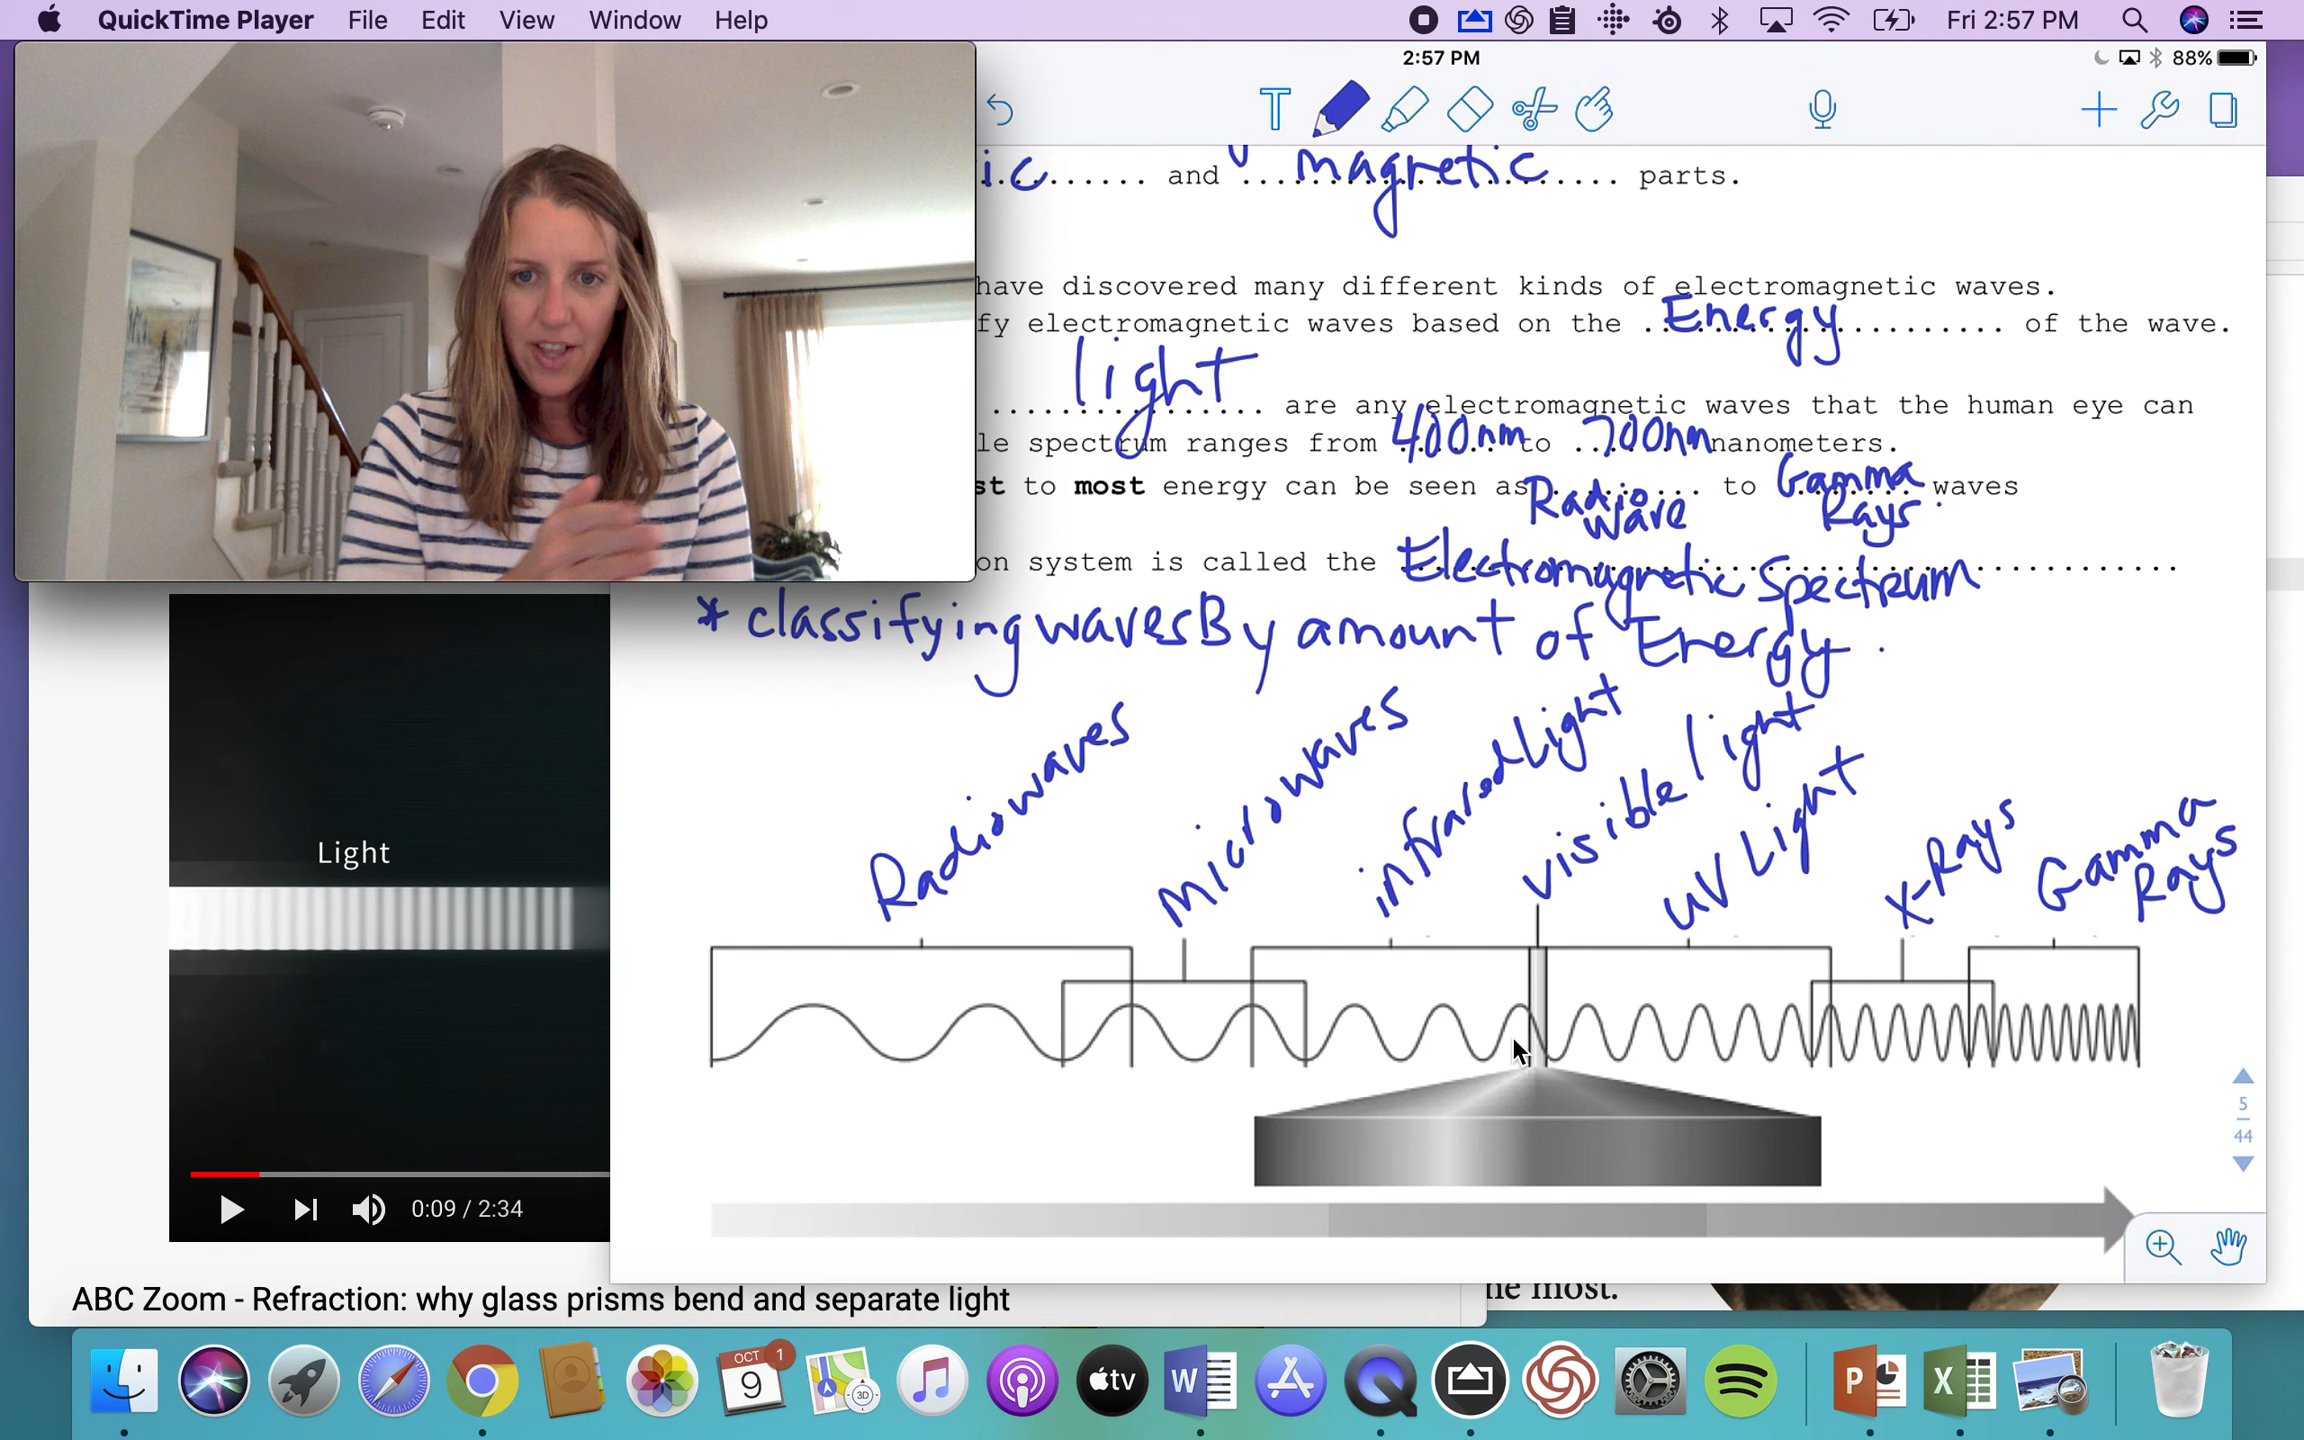 QuickTime Player File Edit View Window Help Fri 2:57 PM
2:57 PM 88%
T
ic ............ and magnetic ............ parts.
have discovered many different kinds of electromagnetic waves.
fy electromagnetic waves based on the Energy of the wave.
light are any electromagnetic waves that the human eye can
le spectrum ranges from 400nm to 700nm nanometers.
st to most energy can be seen as Radio wave to Gamma Rays waves
on system is called the Electromagnetic Spectrum
* classifying waves By amount of Energy.
Radiowaves
microwaves
infrared Light
visible light
UV Light
X-Rays
Gamma
Rays
5
44
Light
0:09 / 2:34
ABC Zoom - Refraction: why glass prisms bend and separate light
he most.
OCT 1
9
3D
tv
W
P
X